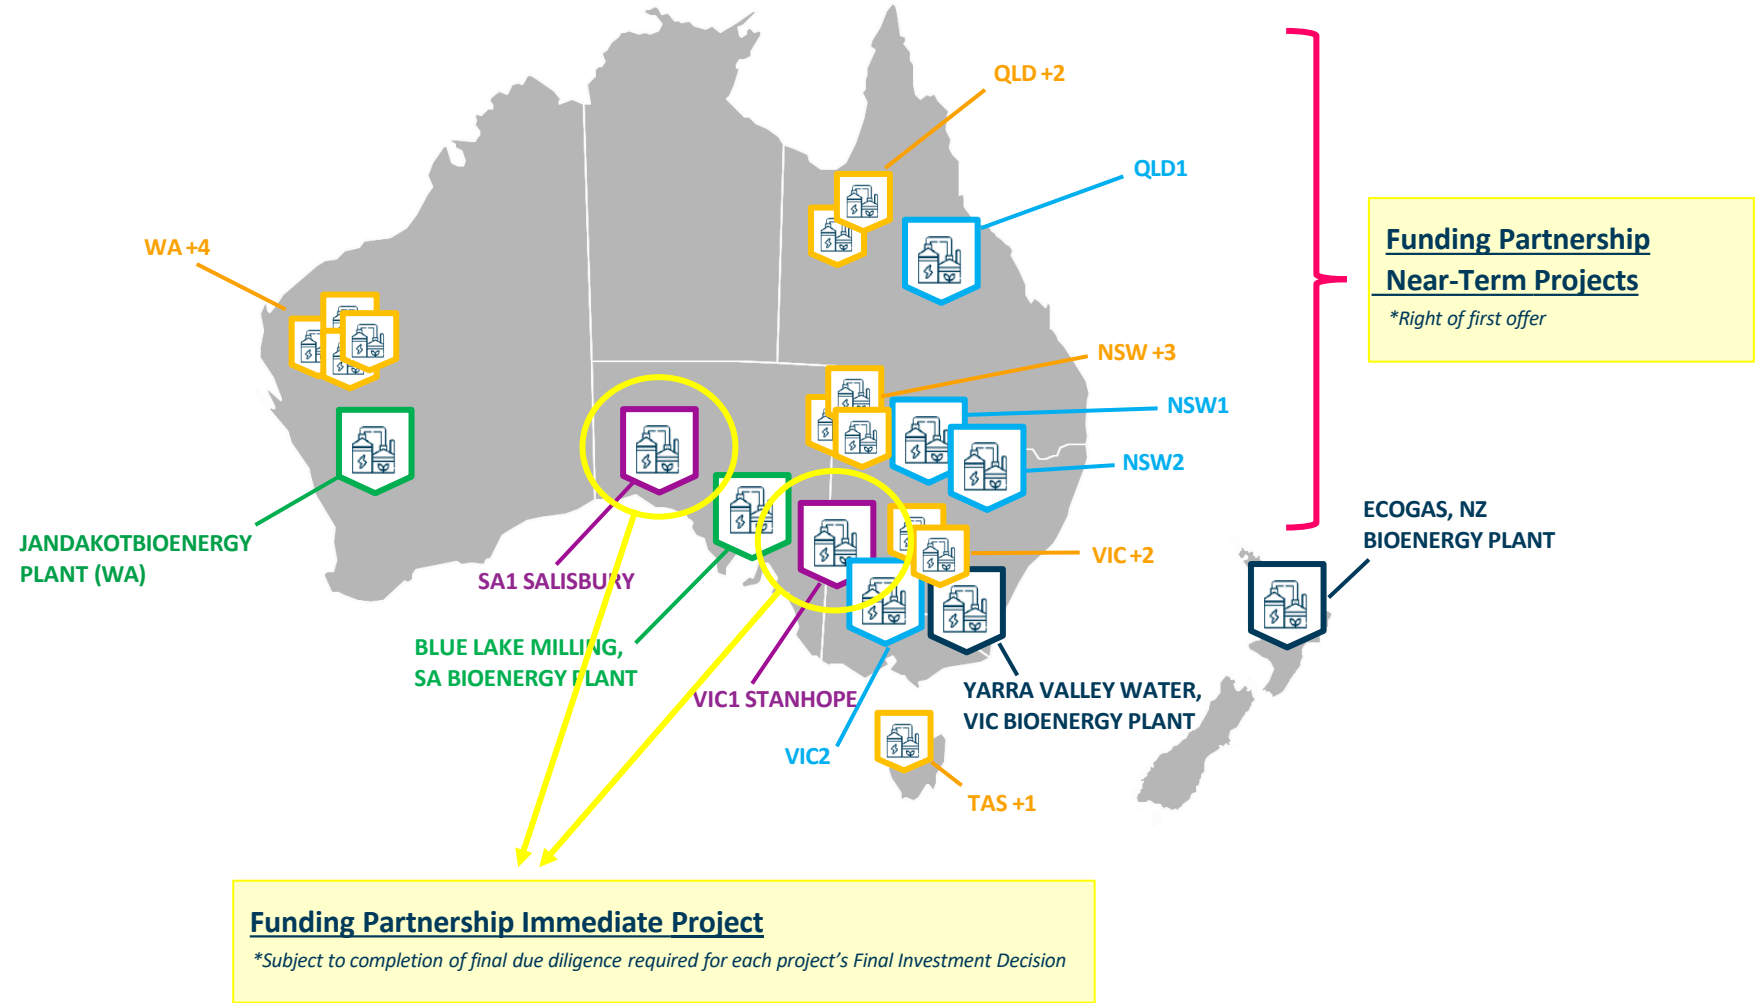 QLD +2
QLD1
WA +4
Funding Partnership
Near-Term Projects
*Right of first offer
NSW +3
NSW1
NSW2
ECOGAS, NZ
BIOENERGY PLANT
JANDAKOTBIOENERGY
PLANT (WA)
SA1 SALISBURY
VIC +2
BLUE LAKE MILLING,
SA BIOENERGY PLANT
VIC1 STANHOPE
YARRA VALLEY WATER,
VIC BIOENERGY PLANT
VIC2
TAS +1
Funding Partnership Immediate Project
*Subject to completion of final due diligence required for each project's Final Investment Decision